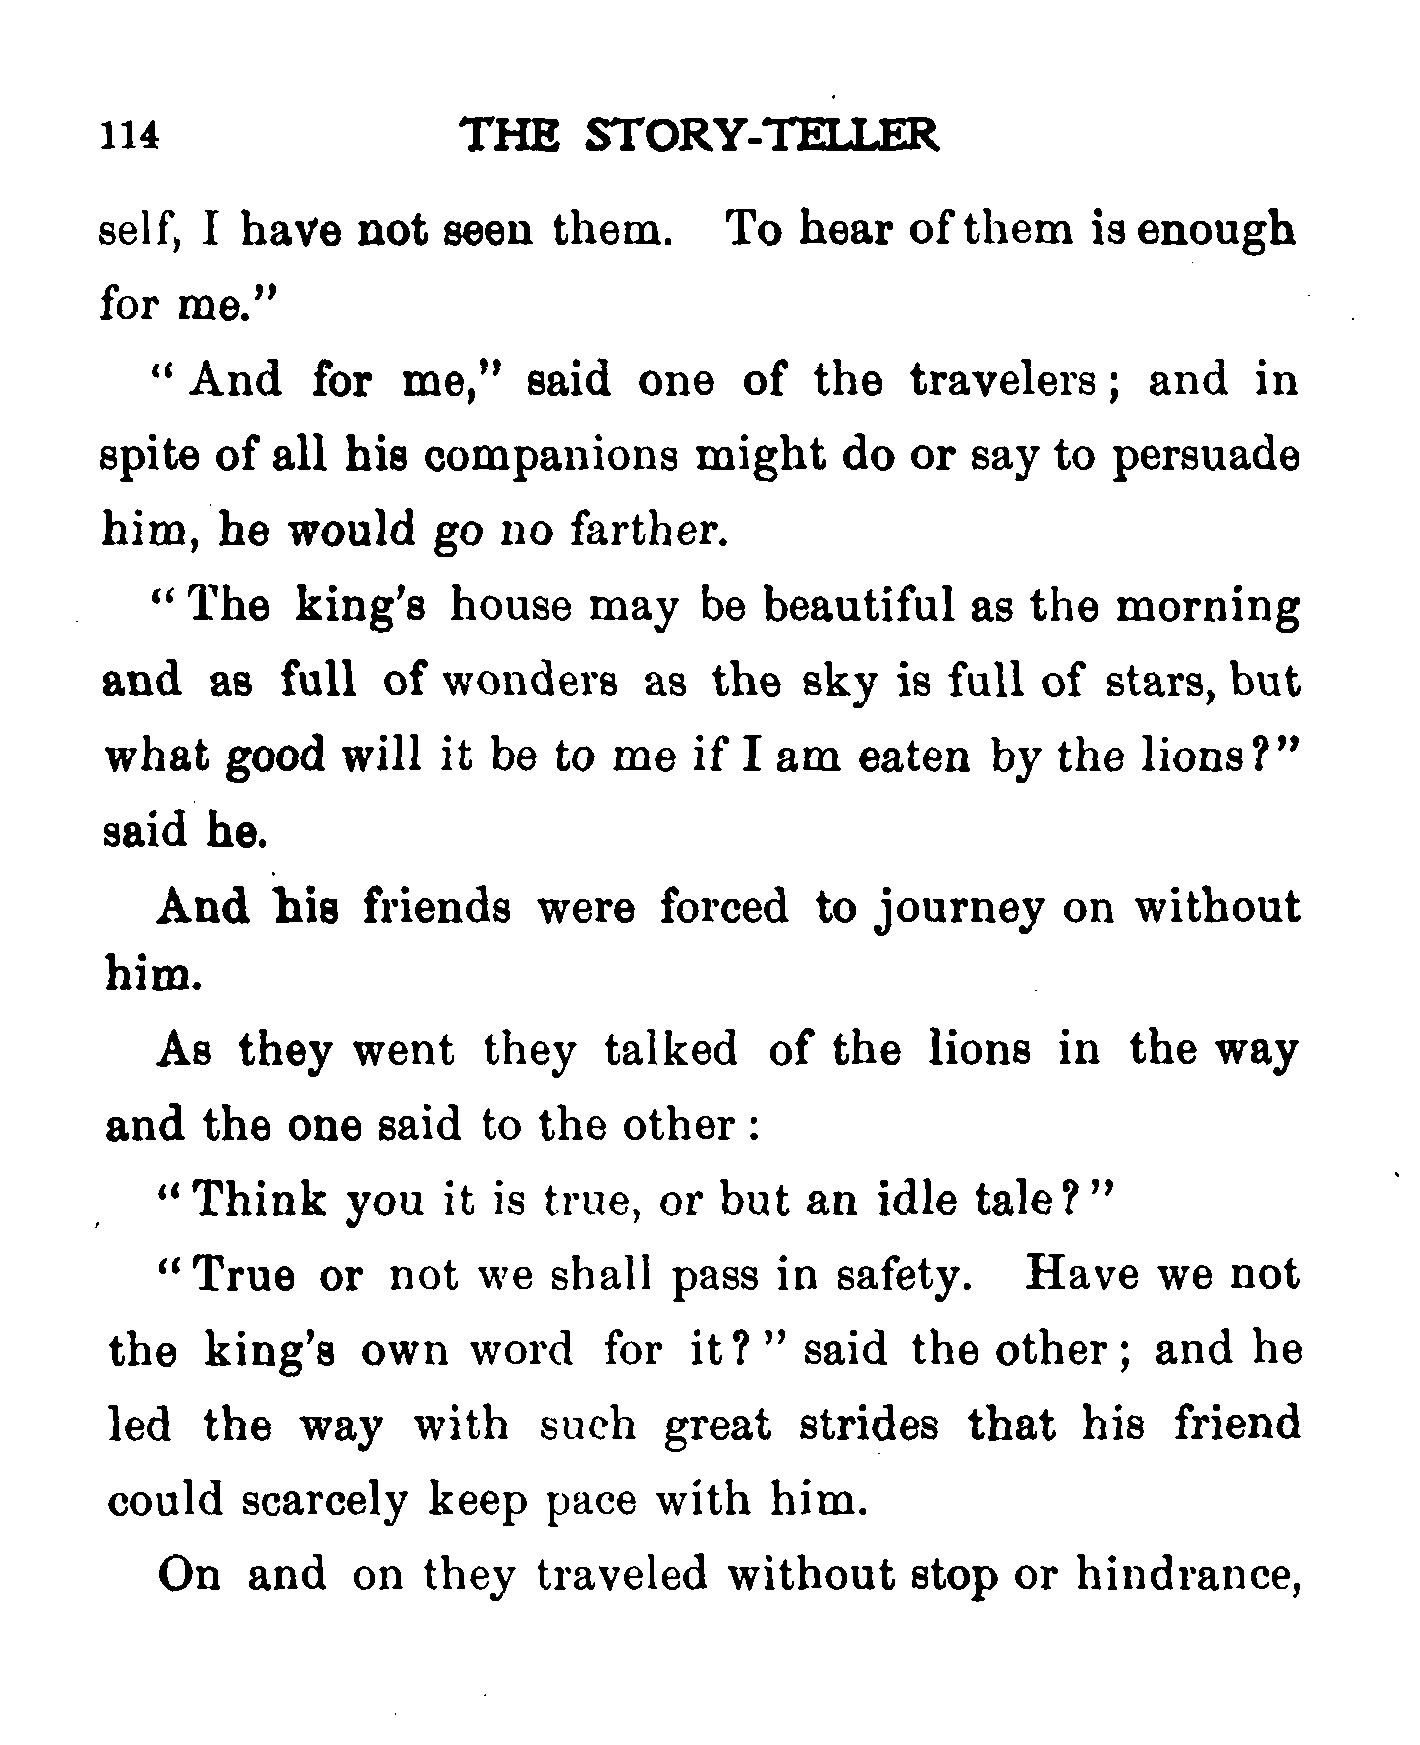 114 THE STORY-TELLER
self, I have not seen them. To hear of them is enough
for me."
"And for me," said one of the travelers; and in
spite of all his companions might do or say to persuade
him, he would go no farther.
"The king's house may be beautiful as the morning
and as full of wonders as the sky is full of stars, but
what good will it be to me if I am eaten by the lions?"
said he.
And his friends were forced to journey on without
him.
As they went they talked of the lions in the way
and the one said to the other:
"Think you it is true, or but an idle tale?"
"True or not we shall pass in safety. Have we not
the king's own word for it?" said the other; and he
led the way with such great strides that his friend
could scarcely keep pace with him.
On and on they traveled without stop or hindrance,